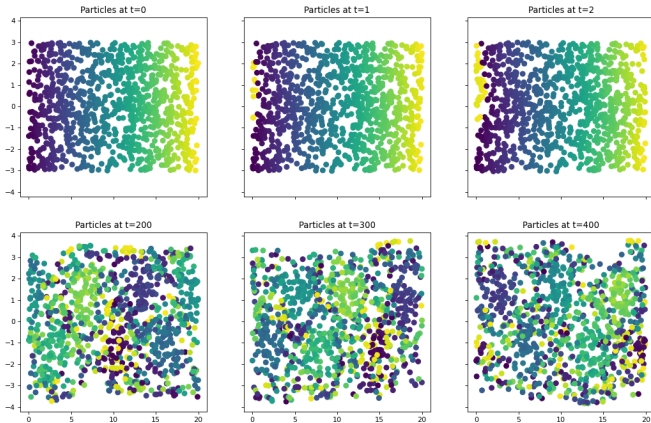 Particles at t=0
Particles at t=1
Particles at t=2
4
3
2
1
0
−1
−2
−3
−4
Particles at t=200
Particles at t=300
Particles at t=400
4
3
2
1
0
−1
−2
−3
−4
0 5 10 15 20
0 5 10 15 20
0 5 10 15 20